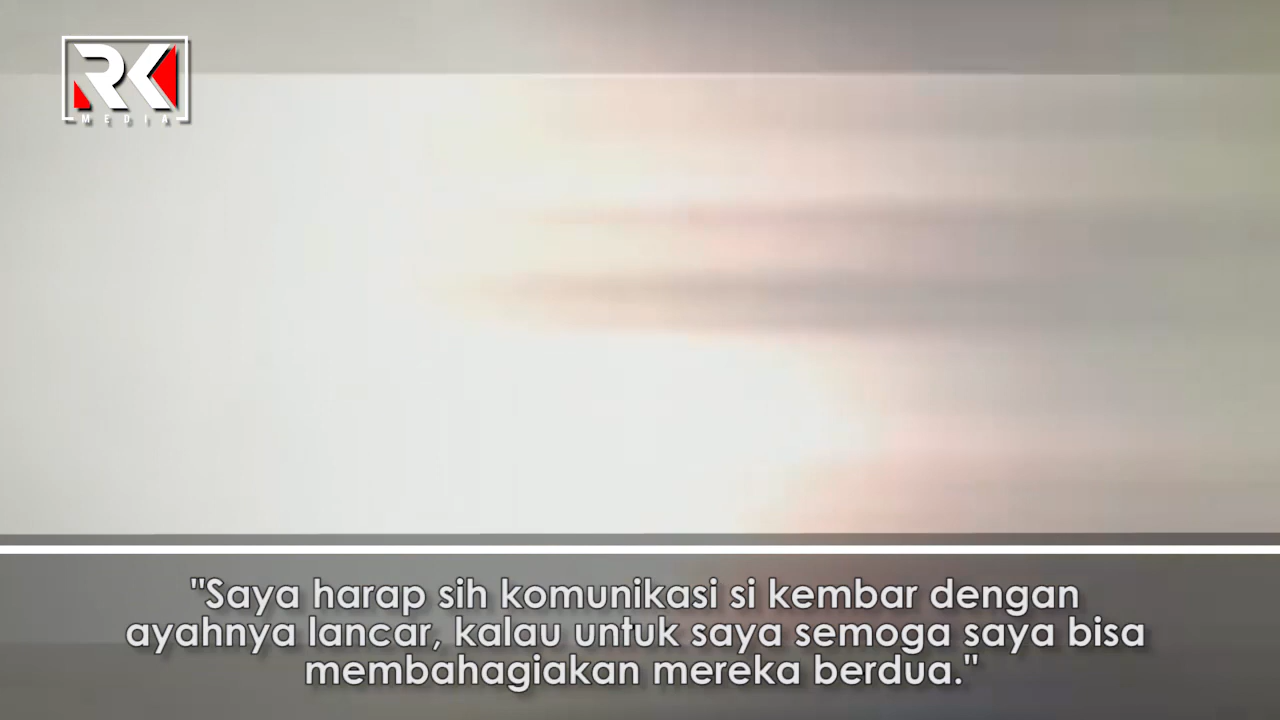 RK
MEDIA
"Saya harap sih komunikasi si kembar dengan
ayahnya lancar, kalau untuk saya semoga saya bisa
membahagiakan mereka berdua."